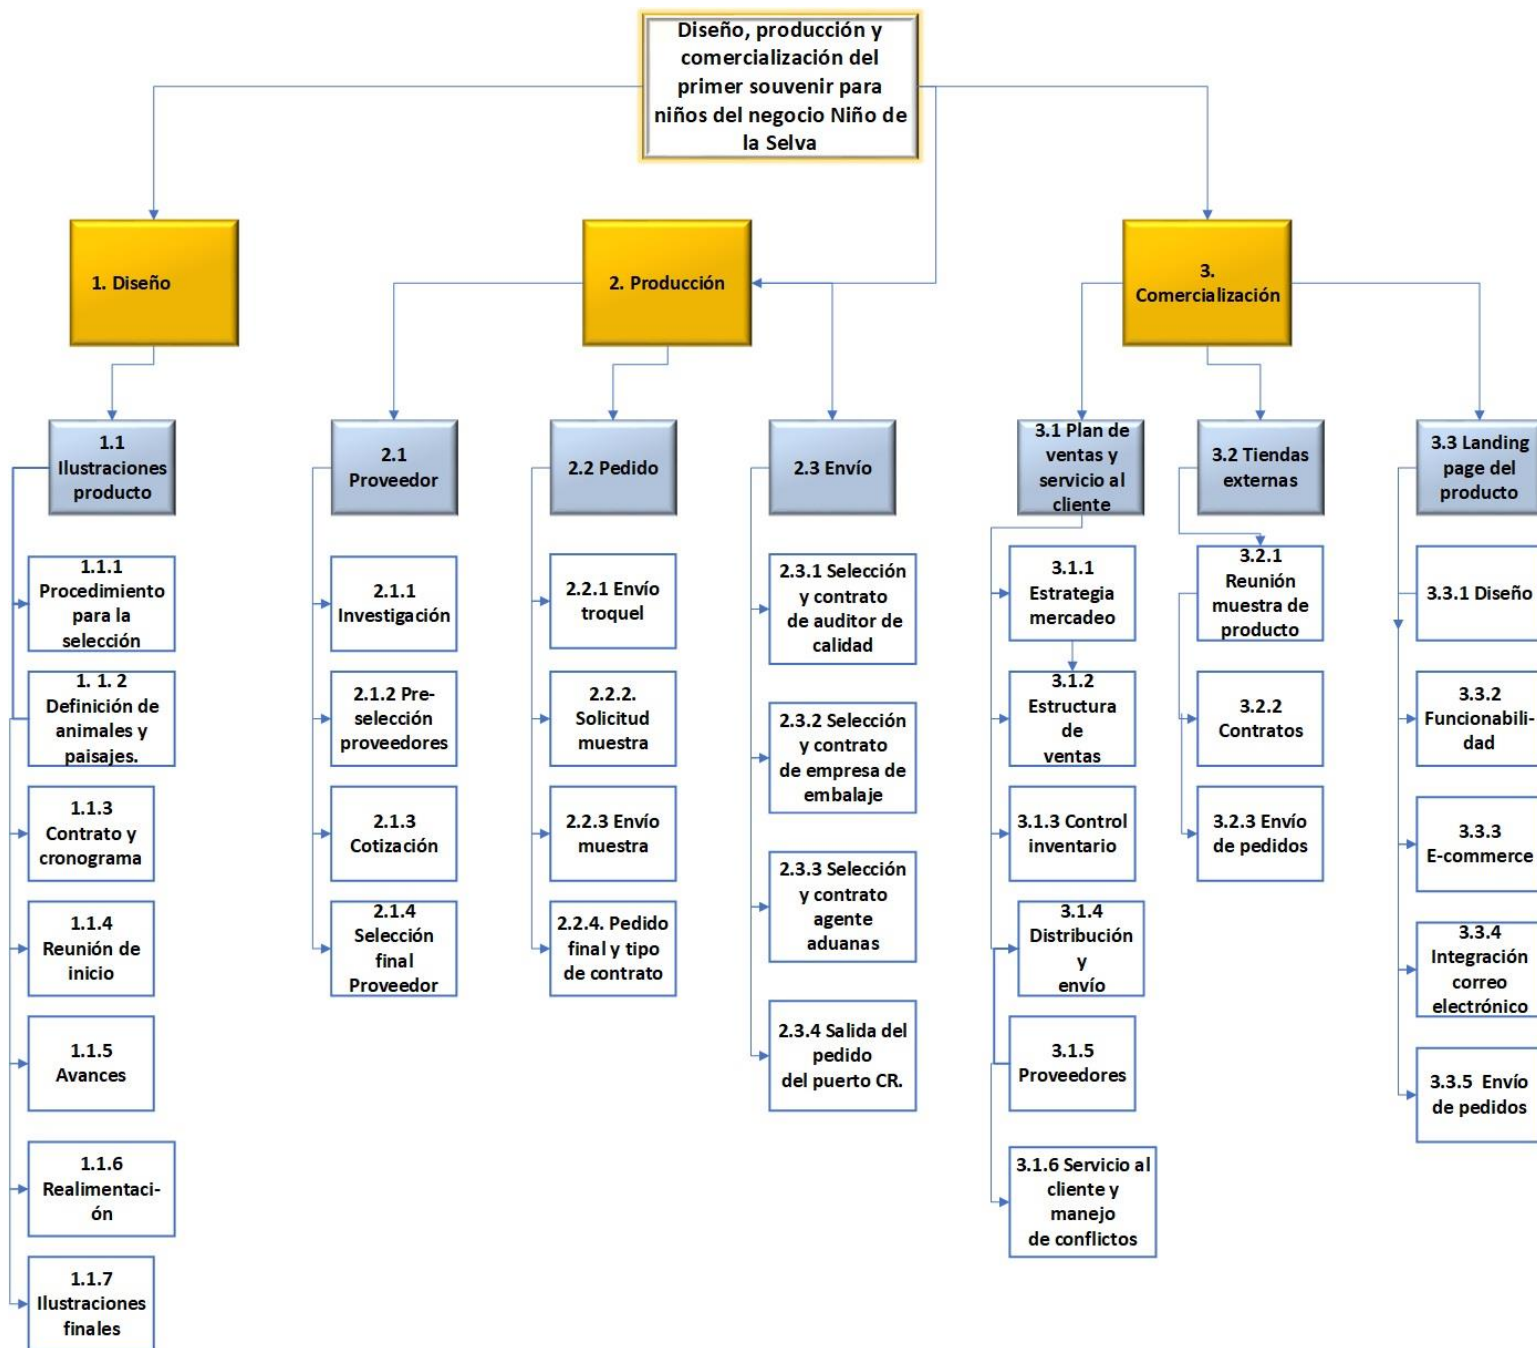 Diseño, producción y
comercialización del
primer souvenir para
niños del negocio Niño de
la Selva
1. Diseño
2. Producción
3.
Comercialización
1.1
Ilustraciones
producto
2.1
Proveedor
2.2 Pedido
2.3 Envío
3.1 Plan de
ventas y
servicio al
cliente
3.2 Tiendas
externas
3.3 Landing
page del
producto
1.1.1
Procedimiento
para la
selección
1. 1. 2
Definición de
animales y
paisajes.
1.1.3
Contrato y
cronograma
1.1.4
Reunión de
inicio
1.1.5
Avances
1.1.6
Realimentaci-
ón
1.1.7
Ilustraciones
finales
2.1.1
Investigación
2.1.2 Pre-
selección
proveedores
2.1.3
Cotización
2.1.4
Selección
final
Proveedor
2.2.1 Envío
troquel
2.2.2.
Solicitud
muestra
2.2.3 Envío
muestra
2.2.4. Pedido
final y tipo
de contrato
2.3.1 Selección
y contrato
de auditor de
calidad
2.3.2 Selección
y contrato
de empresa de
embalaje
2.3.3 Selección
y contrato
agente
aduanas
2.3.4 Salida del
pedido
del puerto CR.
3.1.1
Estrategia
mercadeo
3.1.2
Estructura
de
ventas
3.1.3 Control
inventario
3.1.4
Distribución
y
envío
3.1.5
Proveedores
3.1.6 Servicio al
cliente y
manejo
de conflictos
3.2.1
Reunión
muestra de
producto
3.2.2
Contratos
3.2.3 Envío
de pedidos
3.3.1 Diseño
3.3.2
Funcionabili-
dad
3.3.3
E-commerce
3.3.4
Integración
correo
electrónico
3.3.5  Envío
de pedidos